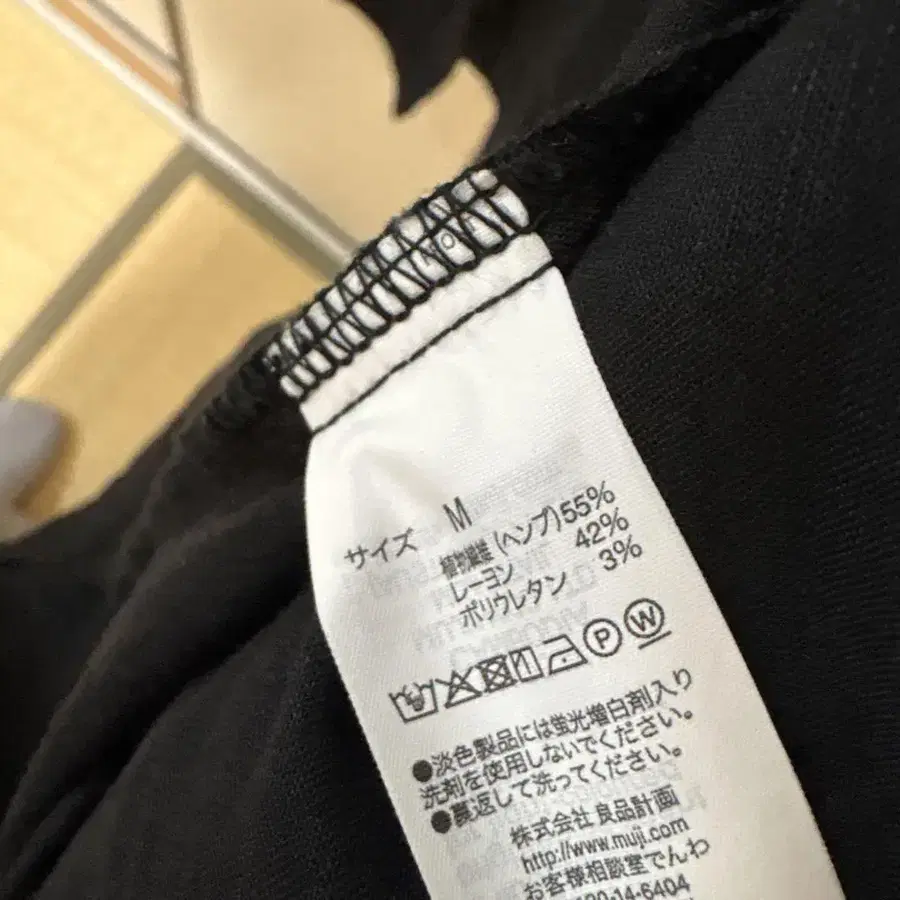 サイズ M
植物繊維(ヘンプ)55%
レーヨン 42%
ポリウレタン 3%
P W
●淡色製品には蛍光増白剤入り
洗剤を使用しないでください。
●裏返して洗ってください。
株式会社 良品計画
http://www.muji.com
お客様相談室でんわ
14-6404